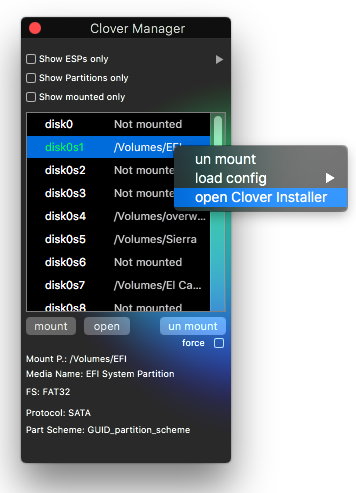 Clover Manager
Show ESPs only
Show Partitions only
Show mounted only
disk0 Not mounted
disk0s1 /Volumes/EFI
un mount
disk0s2 Not mounted
load config
disk0s3 Not mounted
open Clover Installer
disk0s4 /Volumes/overw...
disk0s5 /Volumes/Sierra
disk0s6 Not mounted
disk0s7 /Volumes/El Ca...
disk0s8 Not mounted
mount open un mount
force
Mount P.: /Volumes/EFI
Media Name: EFI System Partition
FS: FAT32
Protocol: SATA
Part Scheme: GUID_partition_scheme